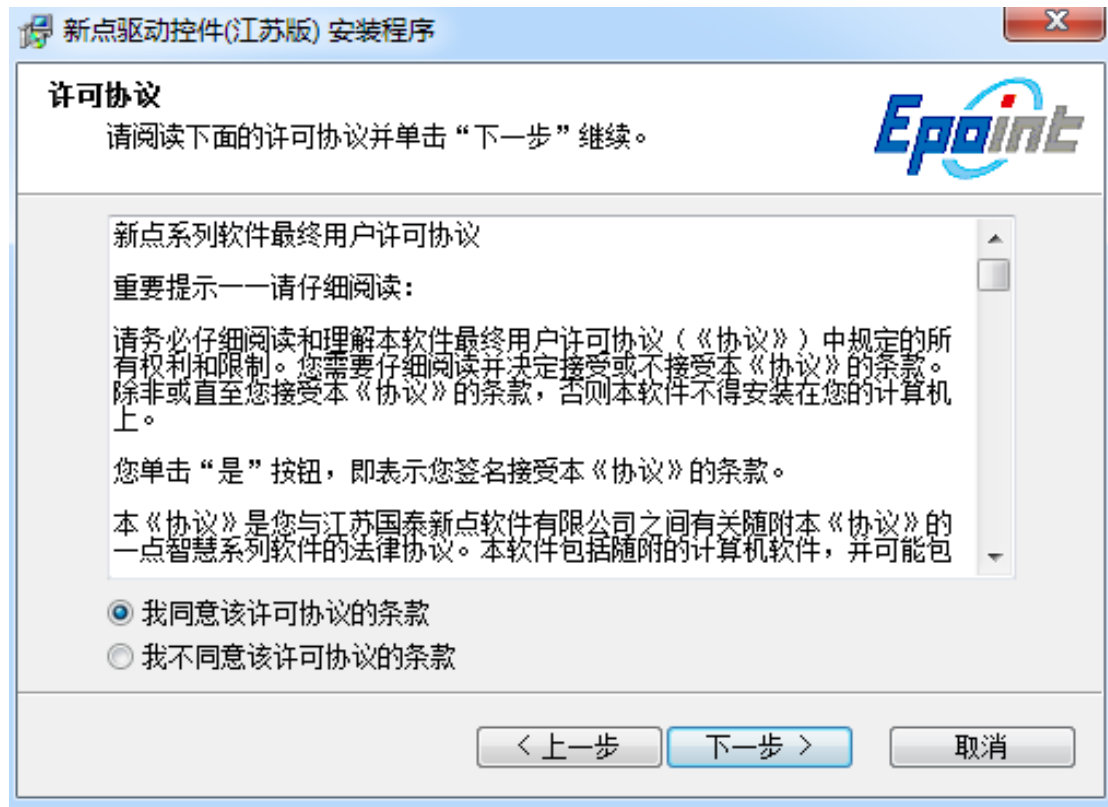 新点驱动控件(江苏版) 安装程序
许可协议
请阅读下面的许可协议并单击“下一步”继续。
Epoint
新点系列软件最终用户许可协议
重要提示——请仔细阅读：
请务必仔细阅读和理解本软件最终用户许可协议（《协议》）中规定的所
有权利和限制。您需要仔细阅读并决定接受或不接受本《协议》的条款。
除非或直至您接受本《协议》的条款，否则本软件不得安装在您的计算机
上。
您单击“是”按钮，即表示您签名接受本《协议》的条款。
本《协议》是您与江苏国泰新点软件有限公司之间有关随附本《协议》的
一点智慧系列软件的法律协议。本软件包括随附的计算机软件，并可能包
我同意该许可协议的条款
我不同意该许可协议的条款
< 上一步
下一步 >
取消